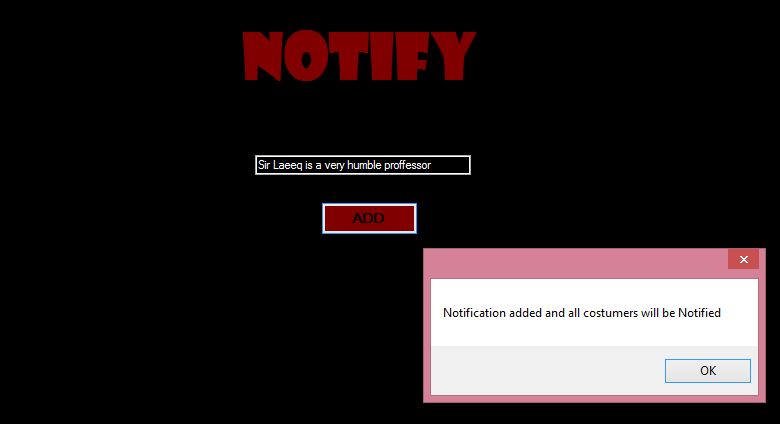 NOTIFY
Sir Laeeq is a very humble proffessor
ADD
Notification added and all costumers will be Notified
OK